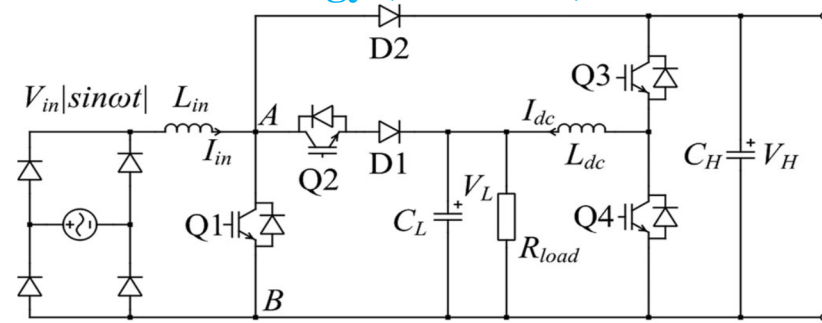 D2
Q3
V_in|sinωt|
L_in
A
I_dc
I_in
D1
L_dc
C_H
+
V_H
Q2
V_L
Q1
C_L
+
Q4
R_load
B